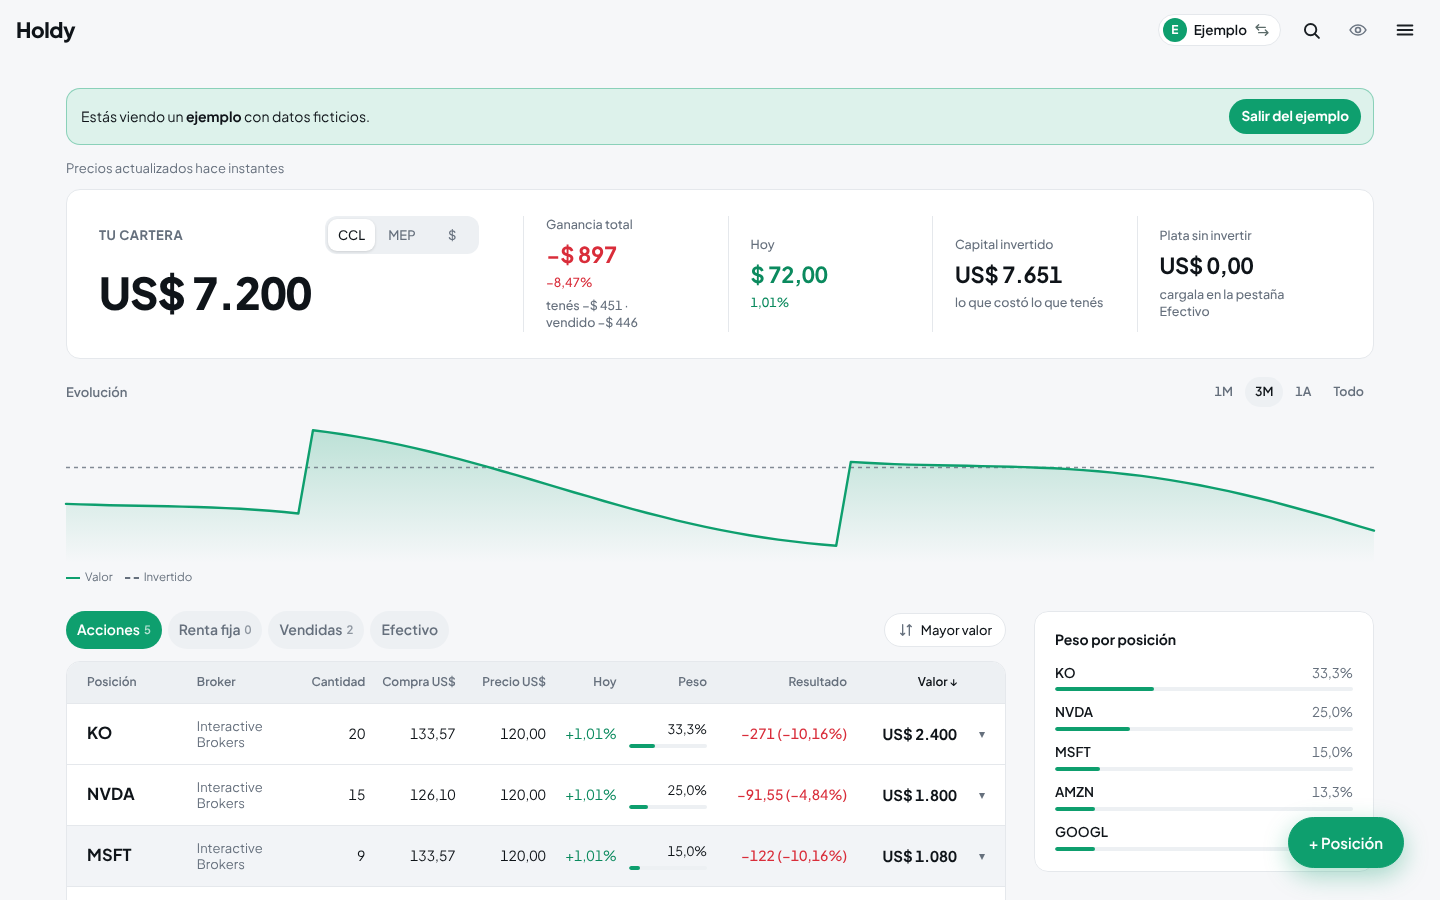 Holdy
E Ejemplo
Estás viendo un ejemplo con datos ficticios.
Salir del ejemplo
Precios actualizados hace instantes
TU CARTERA
CCL MEP $
US$ 7.200
Ganancia total
−$ 897
−8,47%
tenés −$ 451 ·
vendido −$ 446
Hoy
$ 72,00
1,01%
Capital invertido
US$ 7.651
lo que costó lo que tenés
Plata sin invertir
US$ 0,00
cargala en la pestaña
Efectivo
Evolución
1M 3M 1A Todo
Valor Invertido
Acciones 5 Renta fija 0 Vendidas 2 Efectivo
Mayor valor
Posición Broker Cantidad Compra US$ Precio US$ Hoy Peso Resultado Valor ↓
KO Interactive Brokers 20 133,57 120,00 +1,01% 33,3% −271 (−10,16%) US$ 2.400 ▼
NVDA Interactive Brokers 15 126,10 120,00 +1,01% 25,0% −91,55 (−4,84%) US$ 1.800 ▼
MSFT Interactive Brokers 9 133,57 120,00 +1,01% 15,0% −122 (−10,16%) US$ 1.080 ▼
Peso por posición
KO 33,3%
NVDA 25,0%
MSFT 15,0%
AMZN 13,3%
GOOGL
+ Posición